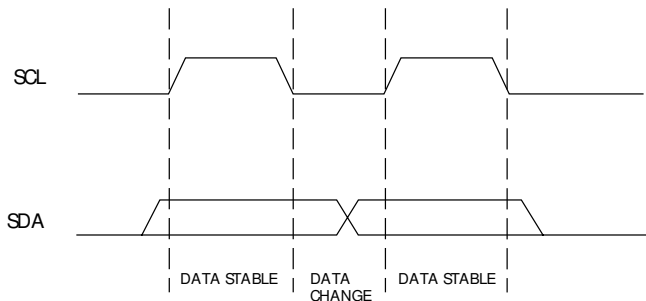 SCL
SDA
DATA STABLE
DATA
CHANGE
DATA STABLE